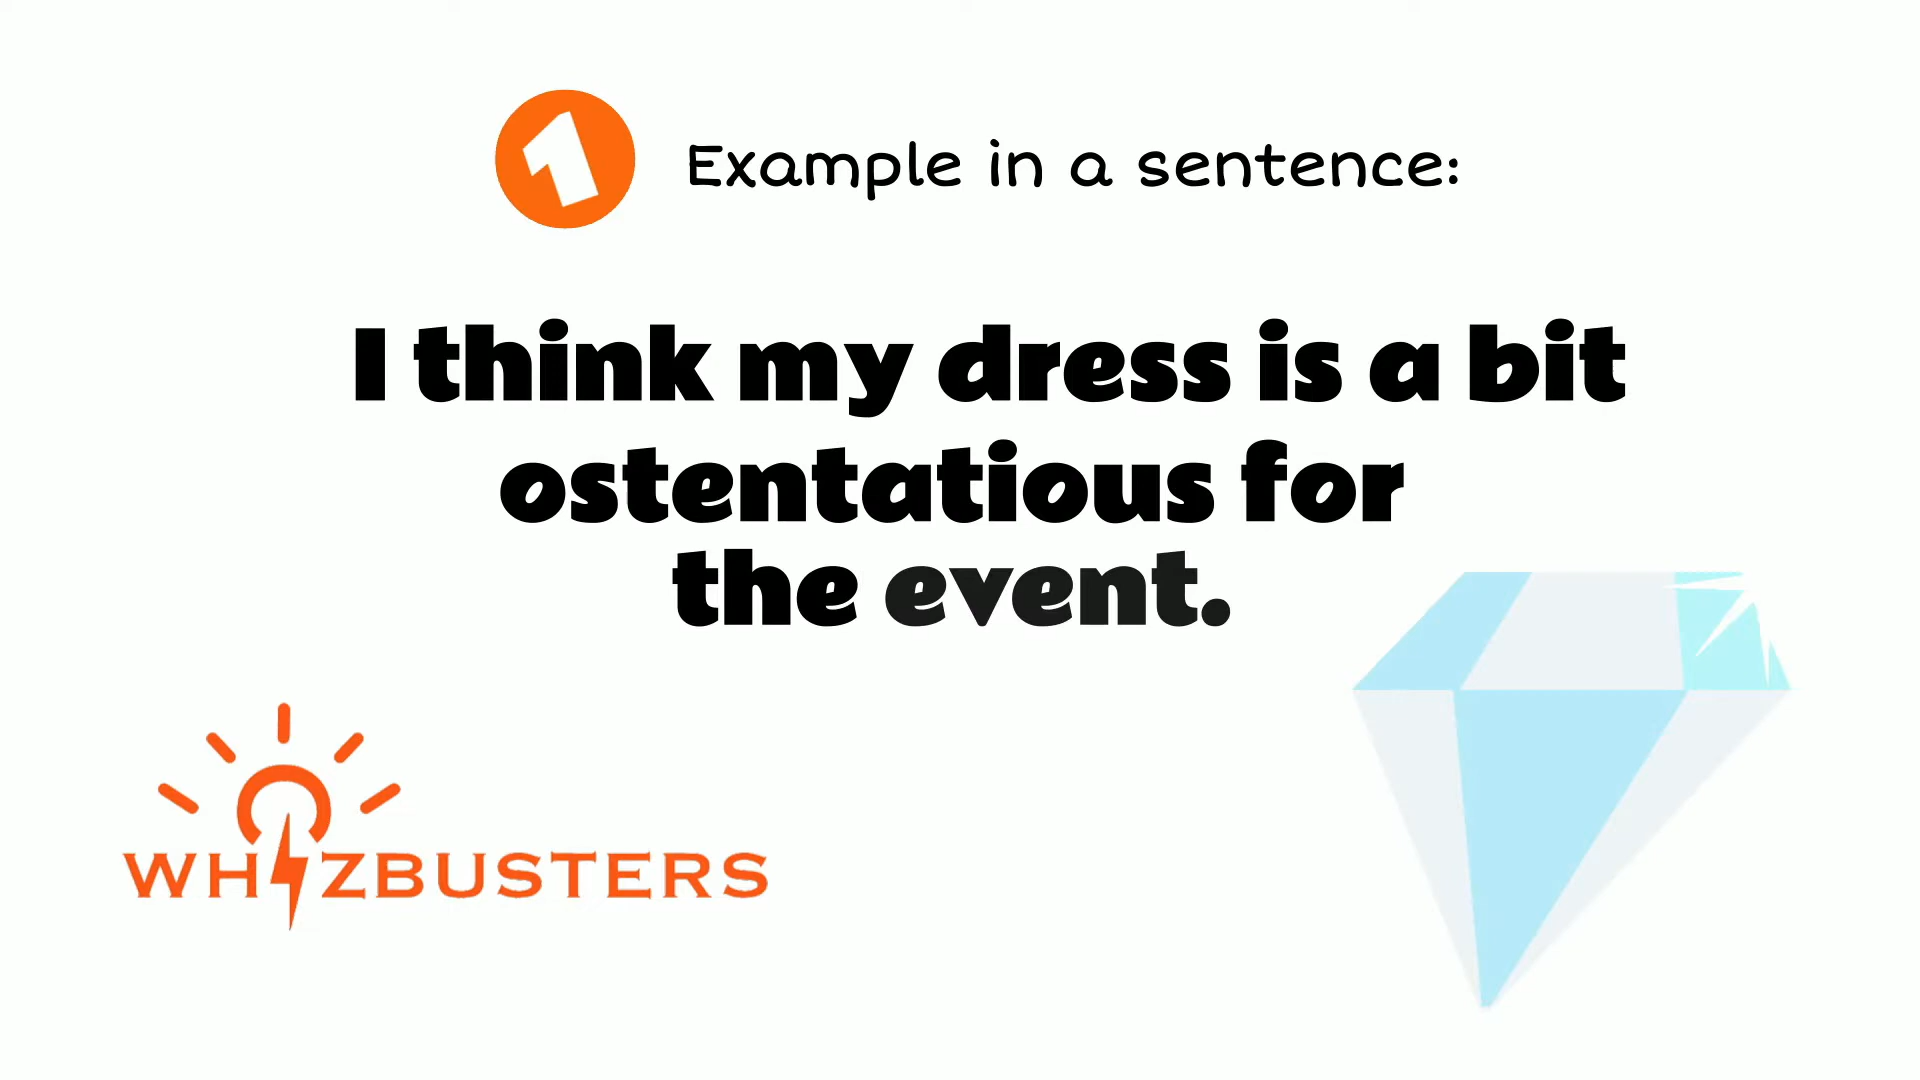 1 Example in a sentence:
I think my dress is a bit
ostentatious for
the event.
WHIZBUSTERS